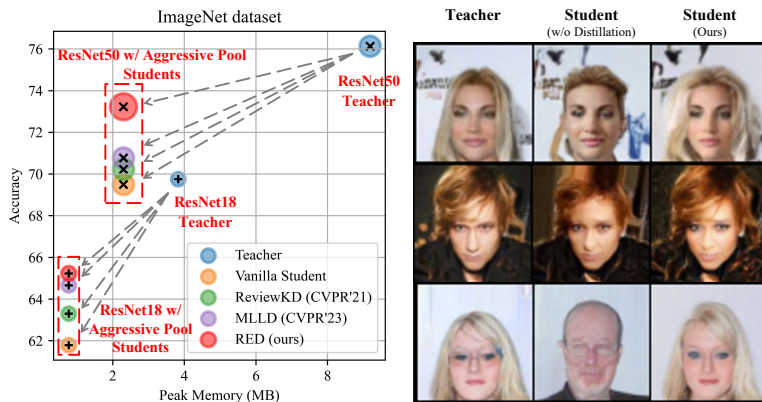 ImageNet dataset
76
74
72
70
68
66
64
62
Accuracy
2
4
6
8
Peak Memory (MB)
ResNet50 w/ Aggressive Pool
Students
ResNet50
Teacher
ResNet18
Teacher
ResNet18 w/
Aggressive Pool
Students
Teacher
Vanilla Student
ReviewKD (CVPR'21)
MLLD (CVPR'23)
RED (ours)
Teacher
Student
(w/o Distillation)
Student
(Ours)